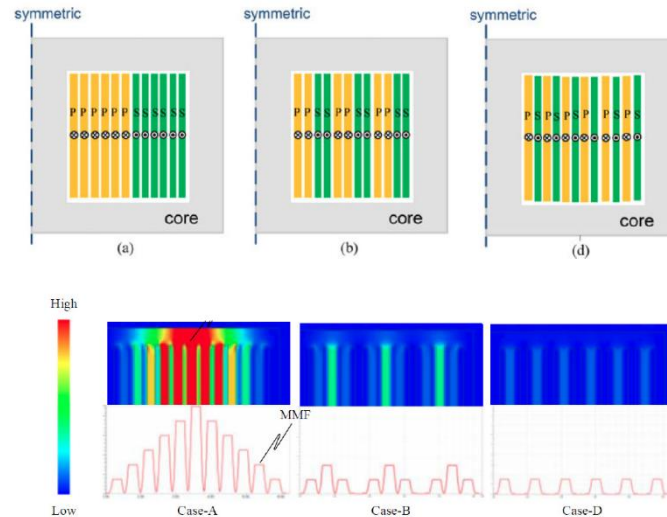 symmetric
symmetric
symmetric
P P P P P P S S S S S S
P P S S P P S S P P S S
P S P S P S P S P S P S
core
core
core
(a)
(b)
(d)
High
MMF
Low
Case-A
Case-B
Case-D